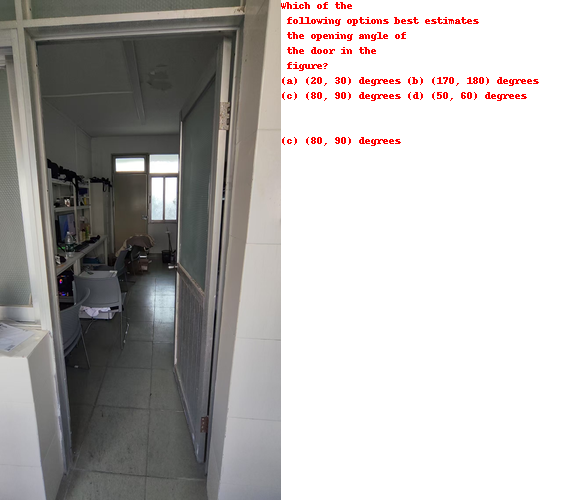 Which of the
following options best estimates
the opening angle of
the door in the
figure?
(a) (20, 30) degrees (b) (170, 180) degrees
(c) (80, 90) degrees (d) (50, 60) degrees
(c) (80, 90) degrees